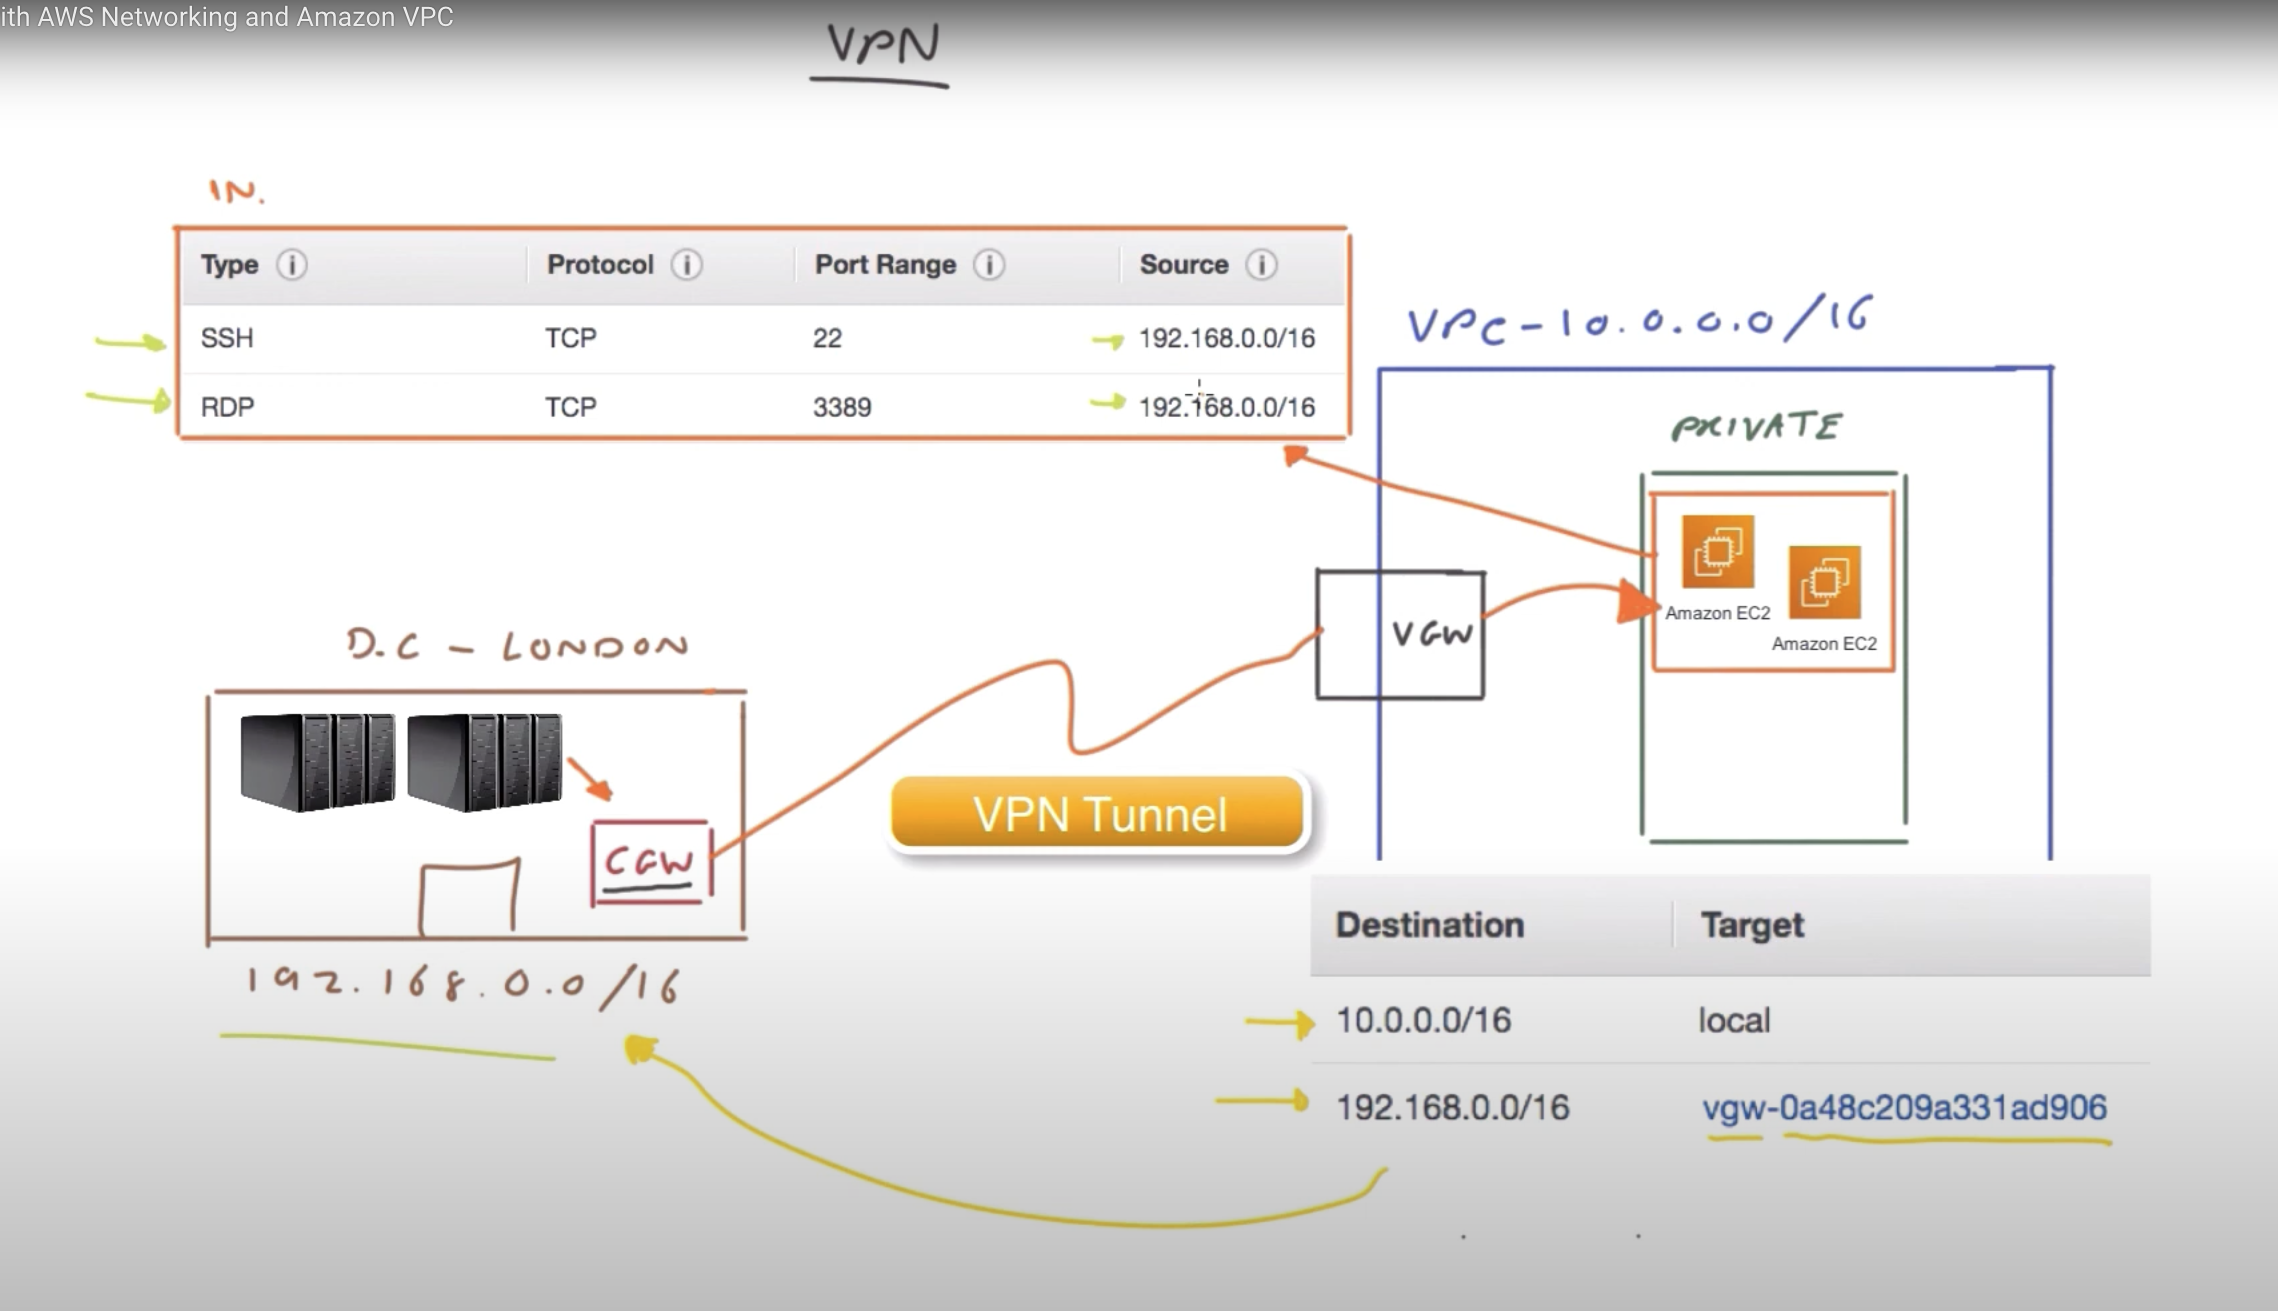 ith AWS Networking and Amazon VPC
VPN
IN.
Type Protocol Port Range Source
SSH TCP 22 192.168.0.0/16
RDP TCP 3389 192.168.0.0/16
VPC-10.0.0.0/16
PRIVATE
Amazon EC2
Amazon EC2
VGW
D.C - LONDON
CGW
VPN Tunnel
192.168.0.0/16
Destination Target
10.0.0.0/16 local
192.168.0.0/16 vgw-0a48c209a331ad906